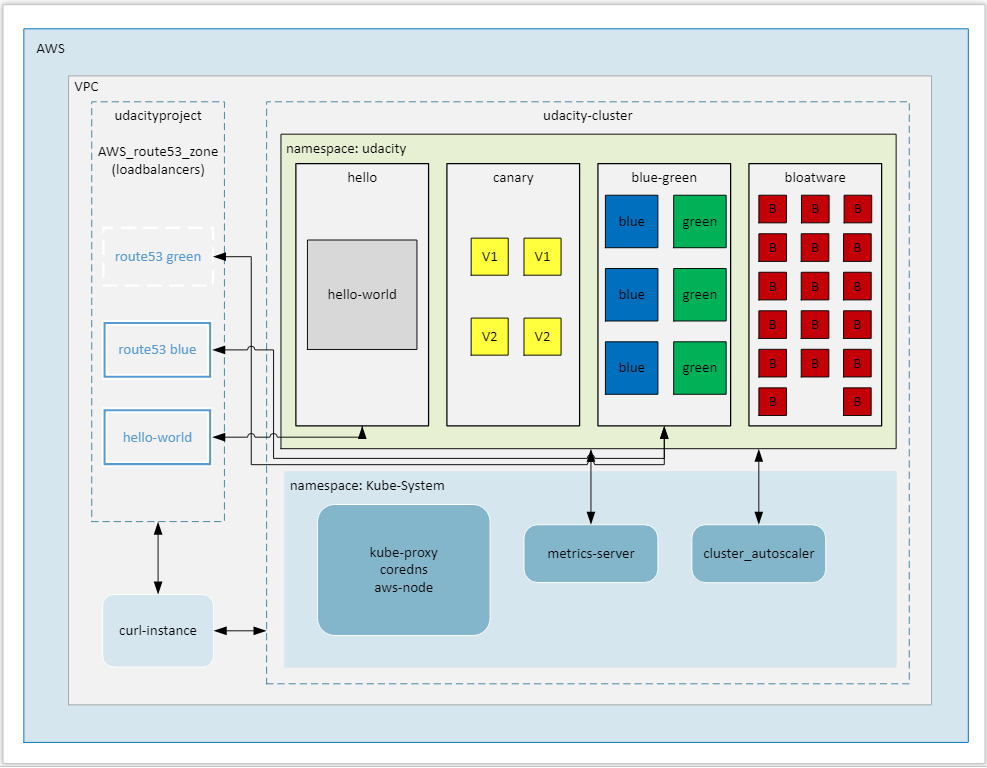 AWS
VPC
udacityproject
AWS_route53_zone
(loadbalancers)
route53 green
route53 blue
hello-world
curl-instance
udacity-cluster
namespace: udacity
hello
hello-world
canary
V1 V1
V2 V2
blue-green
blue green
blue green
blue green
bloatware
B B B
B B B
B B B
B B B
B B B
B B
namespace: Kube-System
kube-proxy
coredns
aws-node
metrics-server
cluster_autoscaler